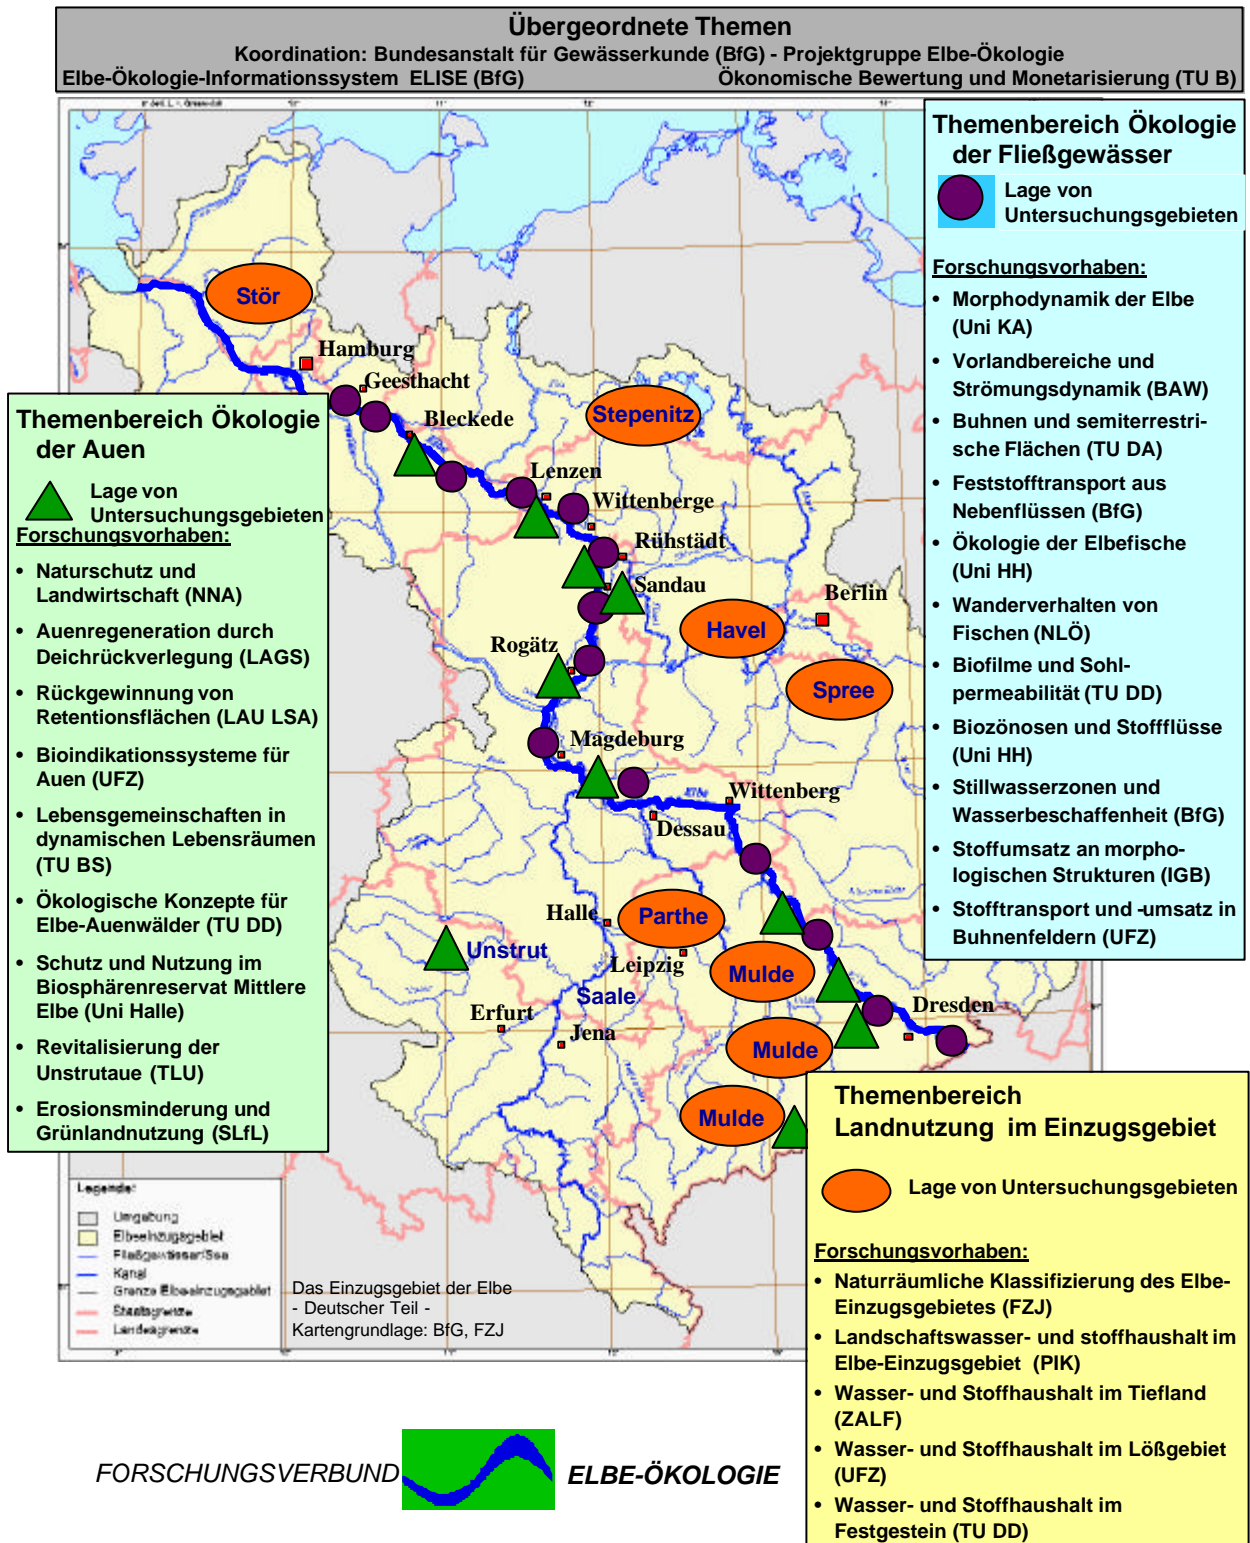 Übergeordnete Themen
Koordination: Bundesanstalt für Gewässerkunde (BfG) - Projektgruppe Elbe-Ökologie
Elbe-Ökologie-Informationssystem ELISE (BfG)
Ökonomische Bewertung und Monetarisierung (TU B)
Themenbereich Ökologie
der Fließgewässer
Lage von
Untersuchungsgebieten
Forschungsvorhaben:
• Morphodynamik der Elbe
(Uni KA)
• Vorlandbereiche und
Strömungsdynamik (BAW)
• Buhnen und semiterrestri-
sche Flächen (TU DA)
• Feststofftransport aus
Nebenflüssen (BfG)
• Ökologie der Elbefische
(Uni HH)
• Wanderverhalten von
Fischen (NLÖ)
• Biofilme und Sohl-
permeabilität (TU DD)
• Biozönosen und Stoffflüsse
(Uni HH)
• Stillwasserzonen und
Wasserbeschaffenheit (BfG)
• Stoffumsatz an morpho-
logischen Strukturen (IGB)
• Stofftransport und -umsatz in
Buhnenfeldern (UFZ)
Themenbereich Ökologie
der Auen
Lage von
Untersuchungsgebieten
Forschungsvorhaben:
• Naturschutz und
Landwirtschaft (NNA)
• Auenregeneration durch
Deichrückverlegung (LAGS)
• Rückgewinnung von
Retentionsflächen (LAU LSA)
• Bioindikationssysteme für
Auen (UFZ)
• Lebensgemeinschaften in
dynamischen Lebensräumen
(TU BS)
• Ökologische Konzepte für
Elbe-Auenwälder (TU DD)
• Schutz und Nutzung im
Biosphärenreservat Mittlere
Elbe (Uni Halle)
• Revitalisierung der
Unstrutaue (TLU)
• Erosionsminderung und
Grünlandnutzung (SLfL)
Stör
Hamburg
Geesthacht
Bleckede
Stepenitz
Lenzen
Wittenberge
Rühstädt
Sandau
Berlin
Havel
Rogätz
Spree
Magdeburg
Elbe
Wittenberg
Dessau
Halle
Parthe
Unstrut
Leipzig
Mulde
Saale
Dresden
Erfurt
Jena
Mulde
Mulde
Legende:
Umgebung
Elbeeinzugsgebiet
Fließgewässer/See
Kanal
Grenze Elbeeinzugsgebiet
Staatsgrenze
Landesgrenze
Das Einzugsgebiet der Elbe
- Deutscher Teil -
Kartengrundlage: BfG, FZJ
Themenbereich
Landnutzung im Einzugsgebiet
Lage von Untersuchungsgebieten
Forschungsvorhaben:
• Naturräumliche Klassifizierung des Elbe-
Einzugsgebietes (FZJ)
• Landschaftswasser- und stoffhaushalt im
Elbe-Einzugsgebiet (PIK)
• Wasser- und Stoffhaushalt im Tiefland
(ZALF)
• Wasser- und Stoffhaushalt im Lößgebiet
(UFZ)
• Wasser- und Stoffhaushalt im
Festgestein (TU DD)
FORSCHUNGSVERBUND ELBE-ÖKOLOGIE